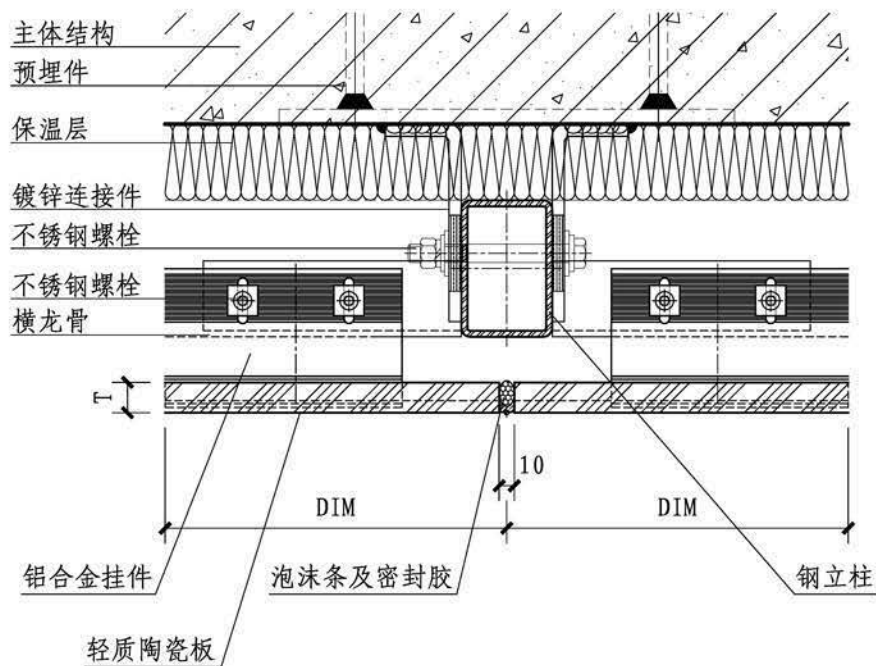 主体结构
预埋件
保温层
镀锌连接件
不锈钢螺栓
不锈钢螺栓
横龙骨
T
10
DIM
DIM
铝合金挂件
泡沫条及密封胶
钢立柱
轻质陶瓷板